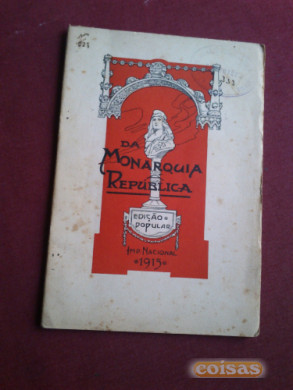 DA
MONARQUIA
REPUBLICA
EDIÇÃO
POPULAR
IMP. NACIONAL
1913
coisas